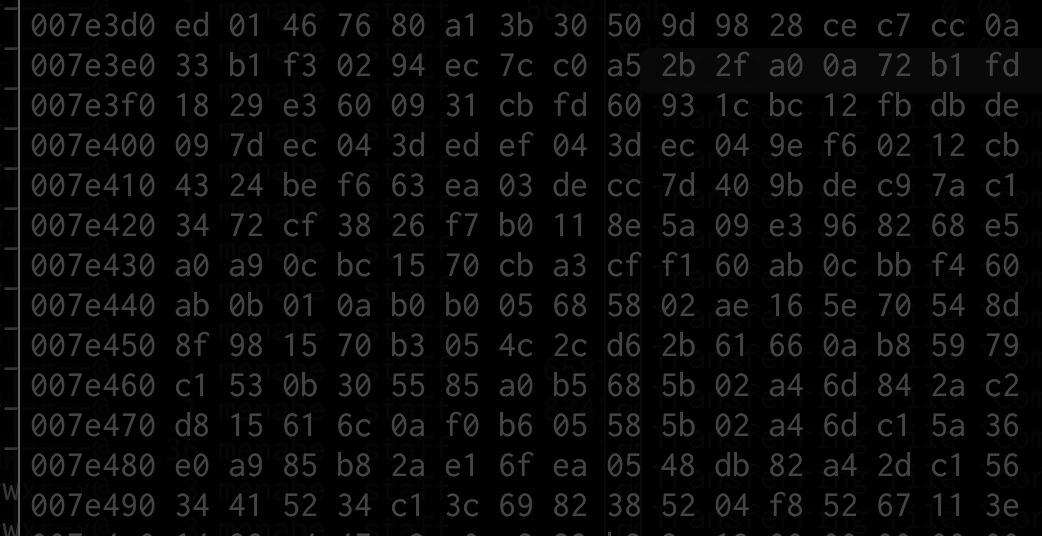 007e3d0 ed 01 46 76 80 a1 3b 30 50 9d 98 28 ce c7 cc 0a
007e3e0 33 b1 f3 02 94 ec 7c c0 a5 2b 2f a0 0a 72 b1 fd
007e3f0 18 29 e3 60 09 31 cb fd 60 93 1c bc 12 fb db de
007e400 09 7d ec 04 3d ed ef 04 3d ec 04 9e f6 02 12 cb
007e410 43 24 be f6 63 ea 03 de cc 7d 40 9b de c9 7a c1
007e420 34 72 cf 38 26 f7 b0 11 8e 5a 09 e3 96 82 68 e5
007e430 a0 a9 0c bc 15 70 cb a3 cf f1 60 ab 0c bb f4 60
007e440 ab 0b 01 0a b0 b0 05 68 58 02 ae 16 5e 70 54 8d
007e450 8f 98 15 70 b3 05 4c 2c d6 2b 61 66 0a b8 59 79
007e460 c1 53 0b 30 55 85 a0 b5 68 5b 02 a4 6d 84 2a c2
007e470 d8 15 61 6c 0a f0 b6 05 58 5b 02 a4 6d c1 5a 36
007e480 e0 a9 85 b8 2a e1 6f ea 05 48 db 82 a4 2d c1 56
007e490 34 41 52 34 c1 3c 69 82 38 52 04 f8 52 67 11 3e